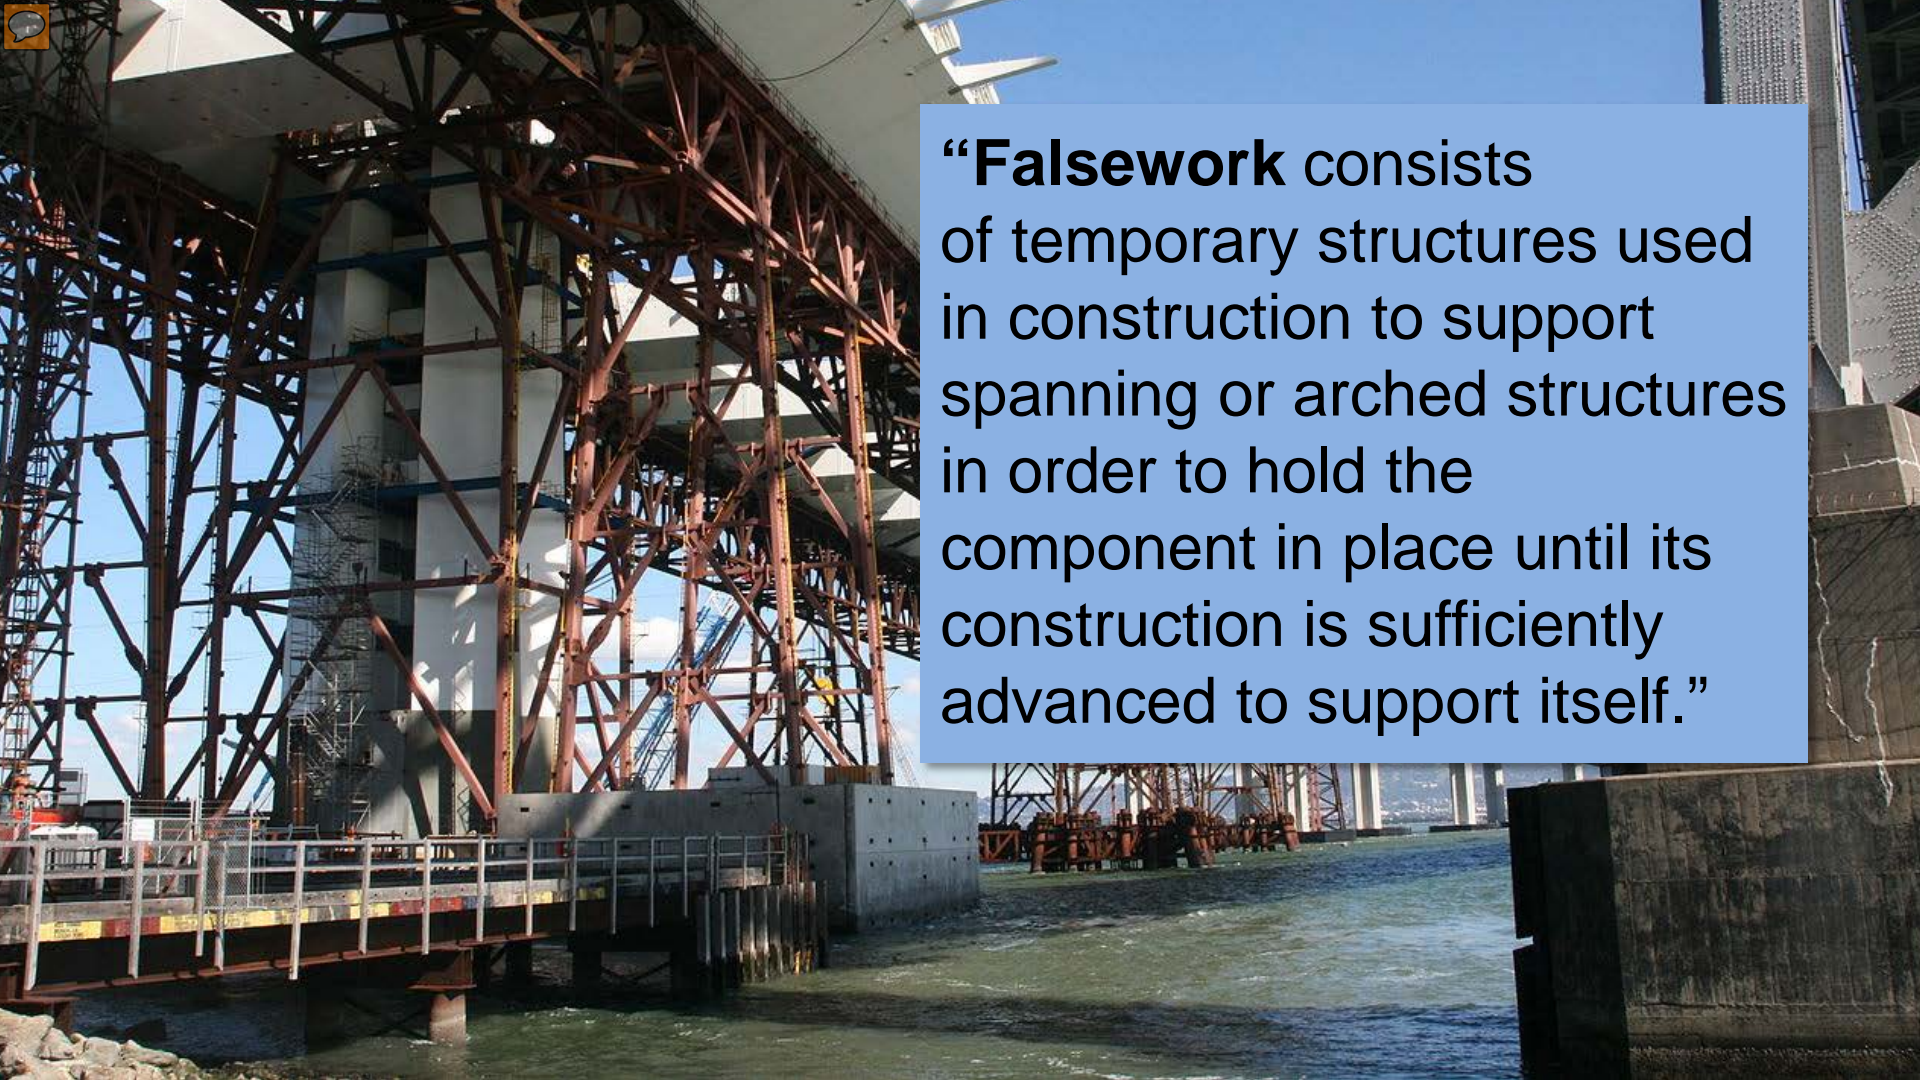 “Falsework consists
of temporary structures used
in construction to support
spanning or arched structures
in order to hold the
component in place until its
construction is sufficiently
advanced to support itself.”